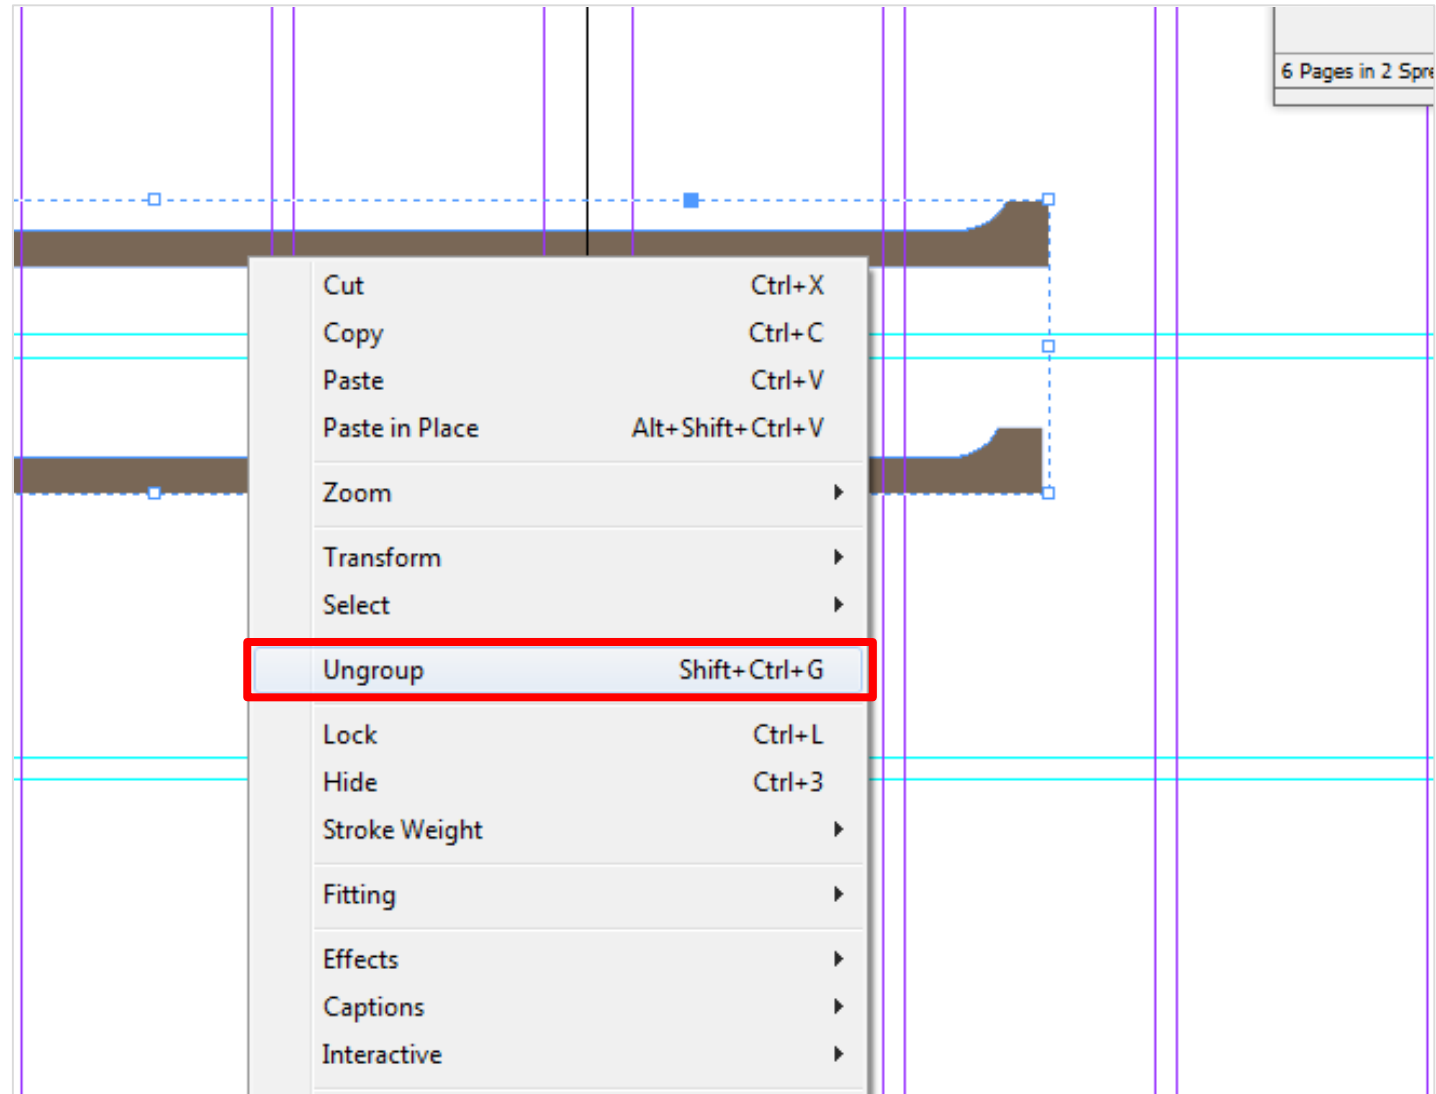 6 Pages in 2 Spre
Cut Ctrl+X
Copy Ctrl+C
Paste Ctrl+V
Paste in Place Alt+Shift+Ctrl+V
Zoom
Transform
Select
Ungroup Shift+Ctrl+G
Lock Ctrl+L
Hide Ctrl+3
Stroke Weight
Fitting
Effects
Captions
Interactive